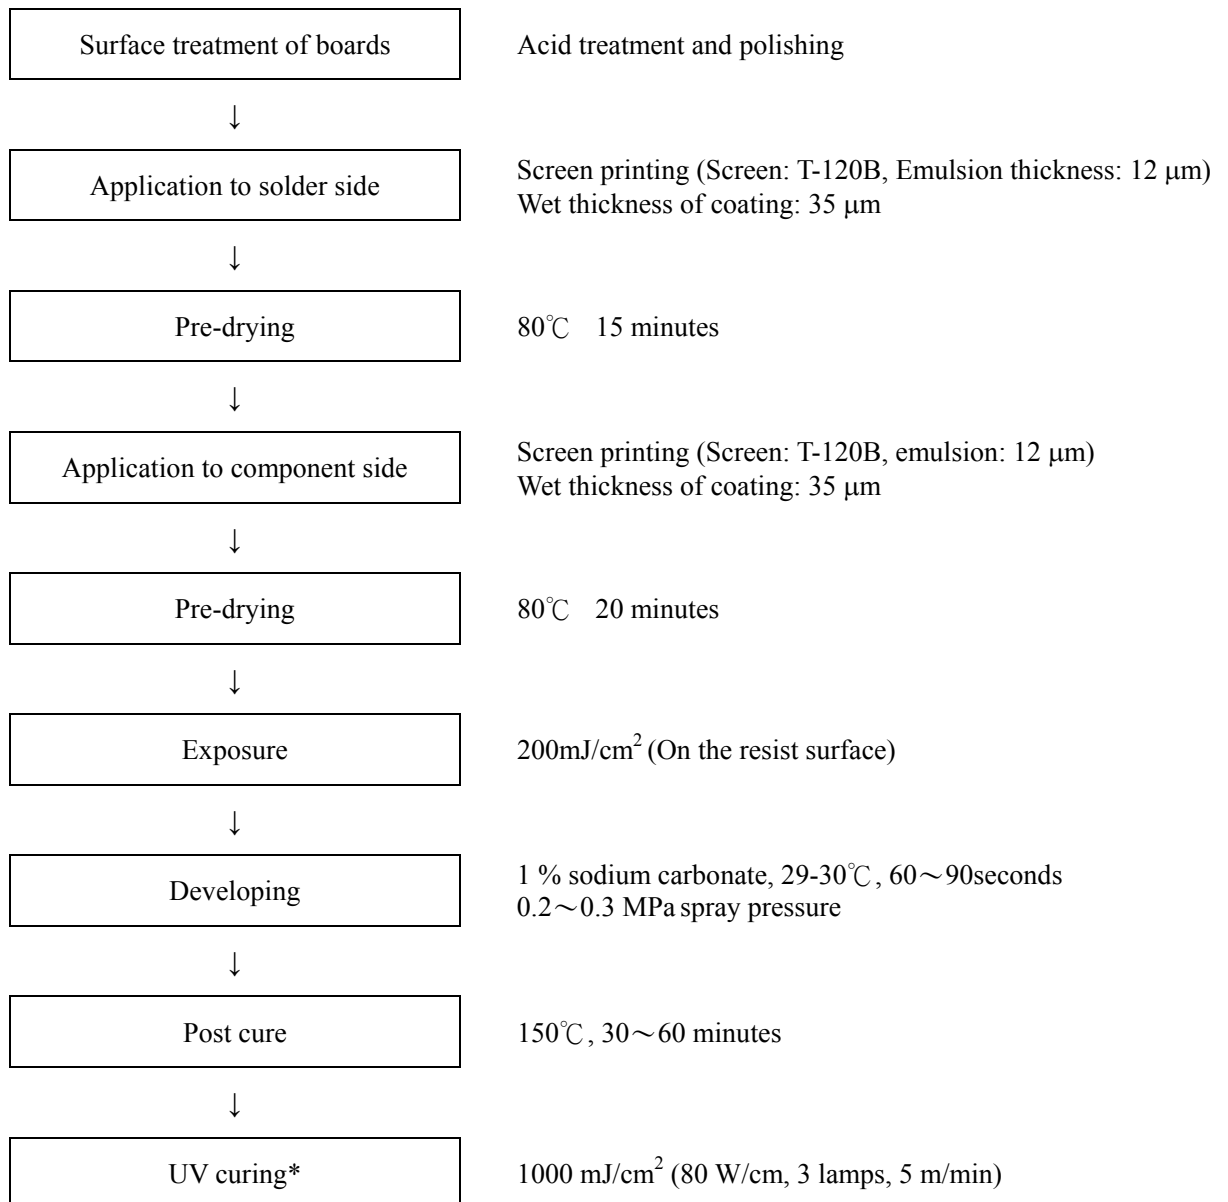 Surface treatment of boards
Acid treatment and polishing
↓
Application to solder side
Screen printing (Screen: T-120B, Emulsion thickness: 12 μm)
Wet thickness of coating: 35 μm
↓
Pre-drying
80℃ 15 minutes
↓
Application to component side
Screen printing (Screen: T-120B, emulsion: 12 μm)
Wet thickness of coating: 35 μm
↓
Pre-drying
80℃ 20 minutes
↓
Exposure
200mJ/cm² (On the resist surface)
↓
Developing
1 % sodium carbonate, 29-30℃, 60～90seconds
0.2～0.3 MPa spray pressure
↓
Post cure
150℃, 30～60 minutes
↓
UV curing*
1000 mJ/cm² (80 W/cm, 3 lamps, 5 m/min)